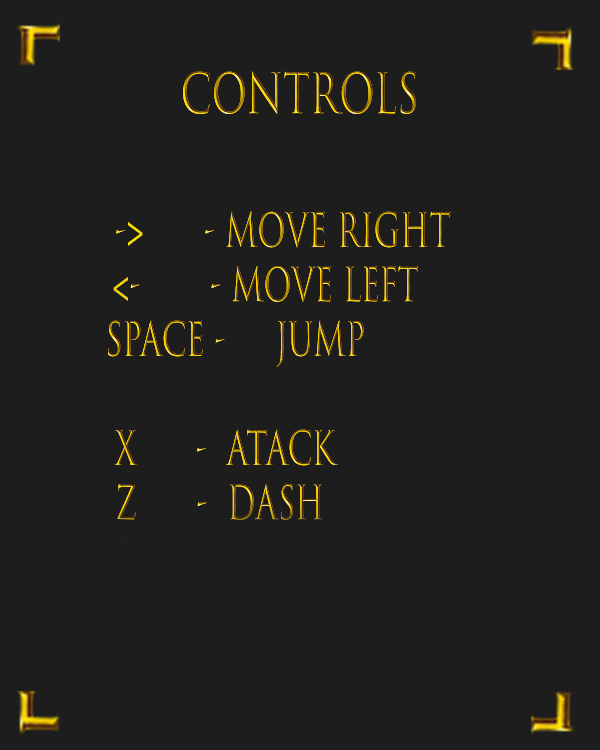 CONTROLS
-> - MOVE RIGHT
<- - MOVE LEFT
SPACE - JUMP
X - ATACK
Z - DASH